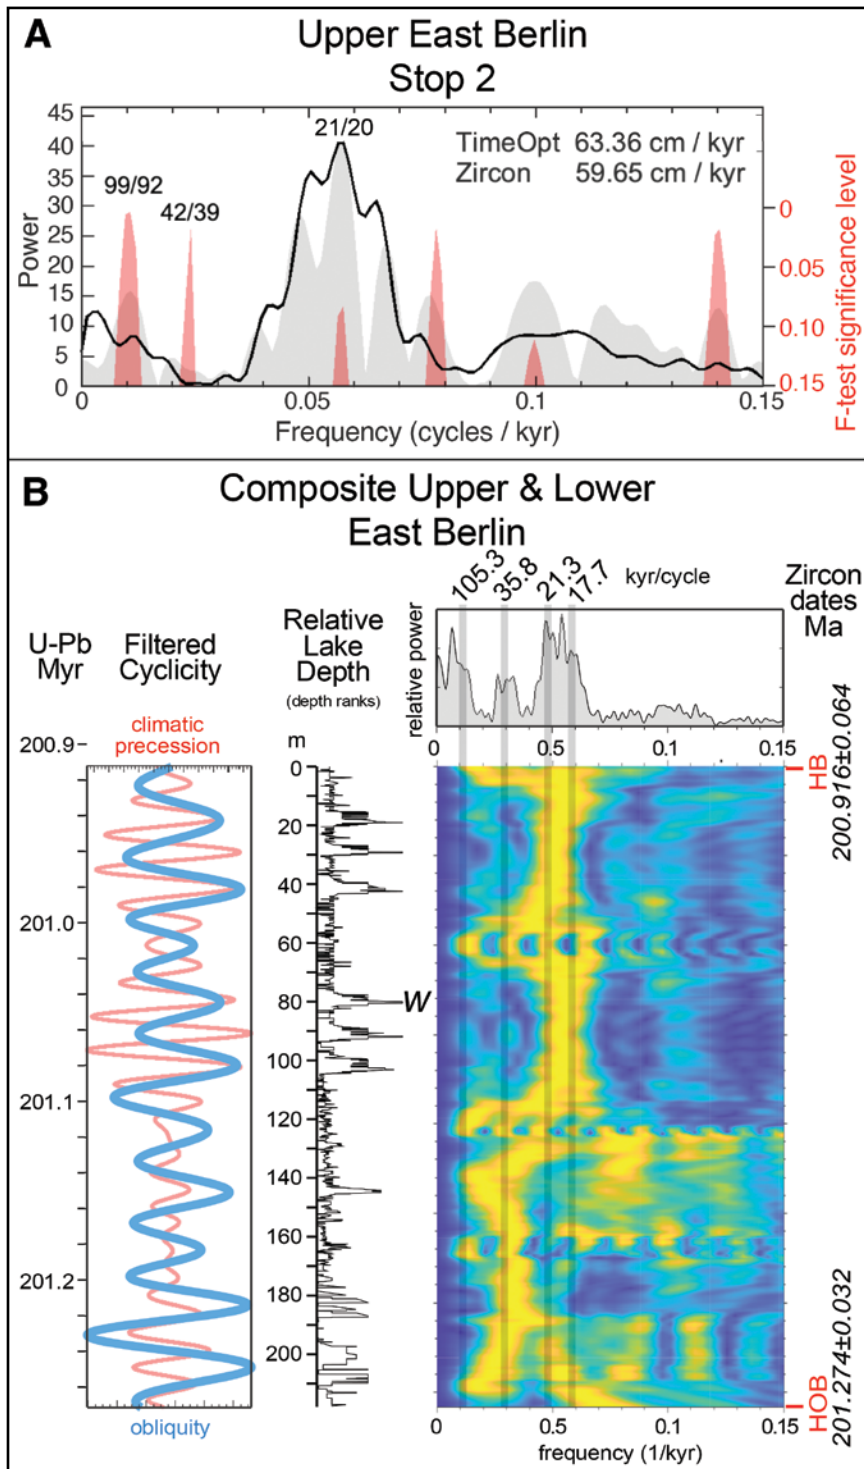 A
Upper East Berlin
Stop 2
45
40
35
30
25
20
15
10
5
0
Power
99/92
42/39
21/20
TimeOpt 63.36 cm / kyr
Zircon 59.65 cm / kyr
0
0.05
0.10
0.15
F-test significance level
0
0.05
0.1
0.15
Frequency (cycles / kyr)
B
Composite Upper & Lower
East Berlin
U-Pb
Myr
Filtered
Cyclicity
Relative
Lake
Depth
(depth ranks)
105.3
35.8
21.3
17.7
kyr/cycle
Zircon
dates
Ma
relative power
0
0.5
0.1
0.15
climatic
precession
m
200.9
201.0
201.1
201.2
0
20
40
60
80
100
120
140
160
180
200
W
HB
200.916±0.064
HOB
201.274±0.032
obliquity
0
0.5
0.1
0.15
frequency (1/kyr)